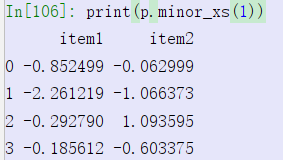 In[106]: print(p.minor_xs(1))
item1 item2
0 -0.852499 -0.062999
1 -2.261219 -1.066373
2 -0.292790 1.093595
3 -0.185612 -0.603375